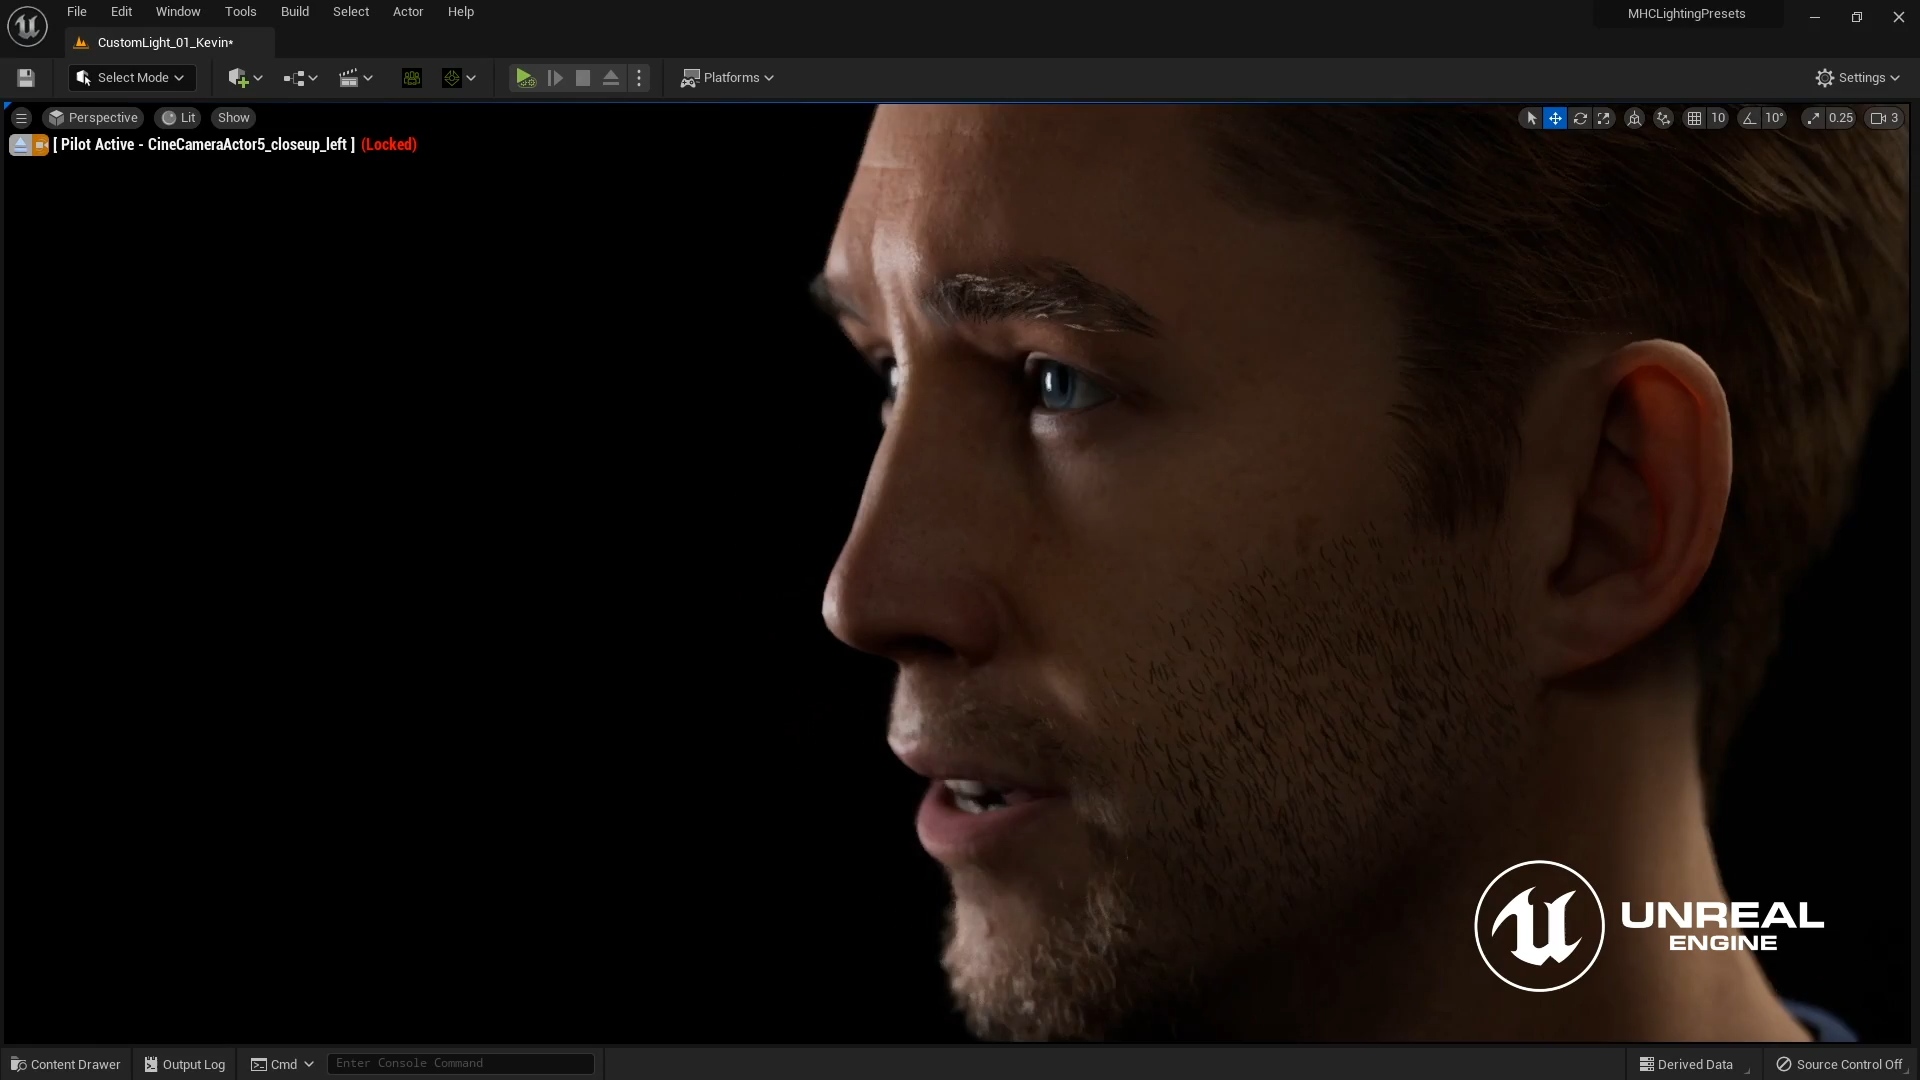 File Edit Window Tools Build Select Actor Help
MHCLightingPresets
CustomLight_01_Kevin*
Select Mode
Platforms
Settings
Perspective Lit Show
10 10° 0.25 3
[ Pilot Active - CineCameraActor5_closeup_left ] (Locked)
UNREAL
ENGINE
Content Drawer Output Log Cmd Enter Console Command
Derived Data Source Control Off